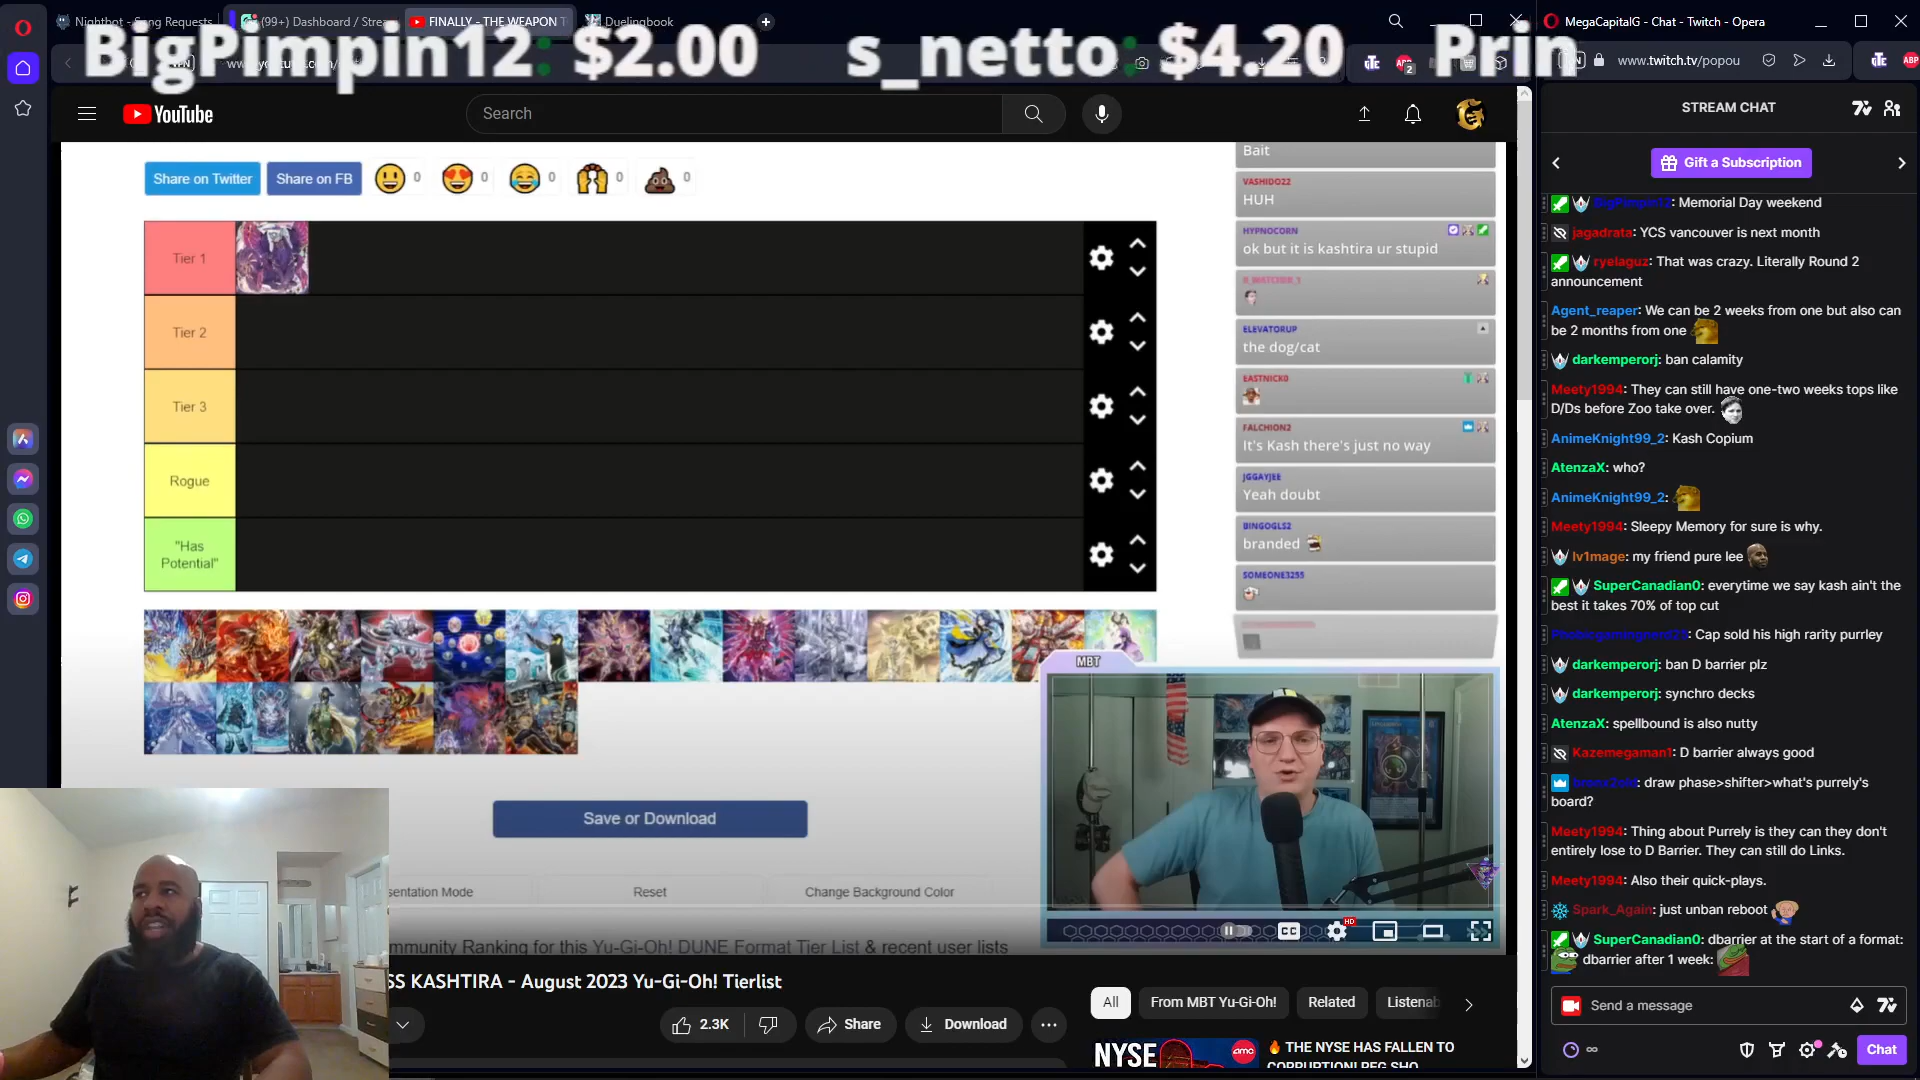 Nightbot - Song Requests
(99+) Dashboard / Strea
FINALLY - THE WEAPON T
Duelingbook
MegaCapitalG - Chat - Twitch - Opera
BigPimpin12: $2.00 s_netto: $4.20 Prin
www.twitch.tv/popou
YouTube
Search
STREAM CHAT
Gift a Subscription
Share on Twitter
Share on FB
0
0
0
0
0
Tier 1
Tier 2
Tier 3
Rogue
"Has
Potential"
Bait
VASHIDO22
HUH
HYPNOCORN
ok but it is kashtira ur stupid
ELEVATORUP
the dog/cat
EASTNICK0
FALCHION2
It's Kash there's just no way
JGGAYJEE
Yeah doubt
BINGOGLS2
branded
SOMEONE3255
MBT
Save or Download
sentation Mode
Reset
Change Background Color
mmunity Ranking for this Yu-Gi-Oh! DUNE Format Tier List & recent user lists
CC
HD
SS KASHTIRA - August 2023 Yu-Gi-Oh! Tierlist
2.3K
Share
Download
All
From MBT Yu-Gi-Oh!
Related
Listenab
NYSE
amc
THE NYSE HAS FALLEN TO
CORRUPTION! REG SHO
BigPimpin12: Memorial Day weekend
jagadrata: YCS vancouver is next month
ryelaguz: That was crazy. Literally Round 2
announcement
Agent_reaper: We can be 2 weeks from one but also can
be 2 months from one
darkemperorj: ban calamity
Meety1994: They can still have one-two weeks tops like
D/Ds before Zoo take over.
AnimeKnight99_2: Kash Copium
AtenzaX: who?
AnimeKnight99_2:
Meety1994: Sleepy Memory for sure is why.
lv1mage: my friend pure lee
SuperCanadian0: everytime we say kash ain't the
best it takes 70% of top cut
Cap sold his high rarity purrley
darkemperorj: ban D barrier plz
darkemperorj: synchro decks
AtenzaX: spellbound is also nutty
Kazemegaman1: D barrier always good
draw phase>shifter>what's purrely's
board?
Meety1994: Thing about Purrely is they can they don't
entirely lose to D Barrier. They can still do Links.
Meety1994: Also their quick-plays.
Spark_Again: just unban reboot
SuperCanadian0: dbarrier at the start of a format:
dbarrier after 1 week:
Send a message
Chat